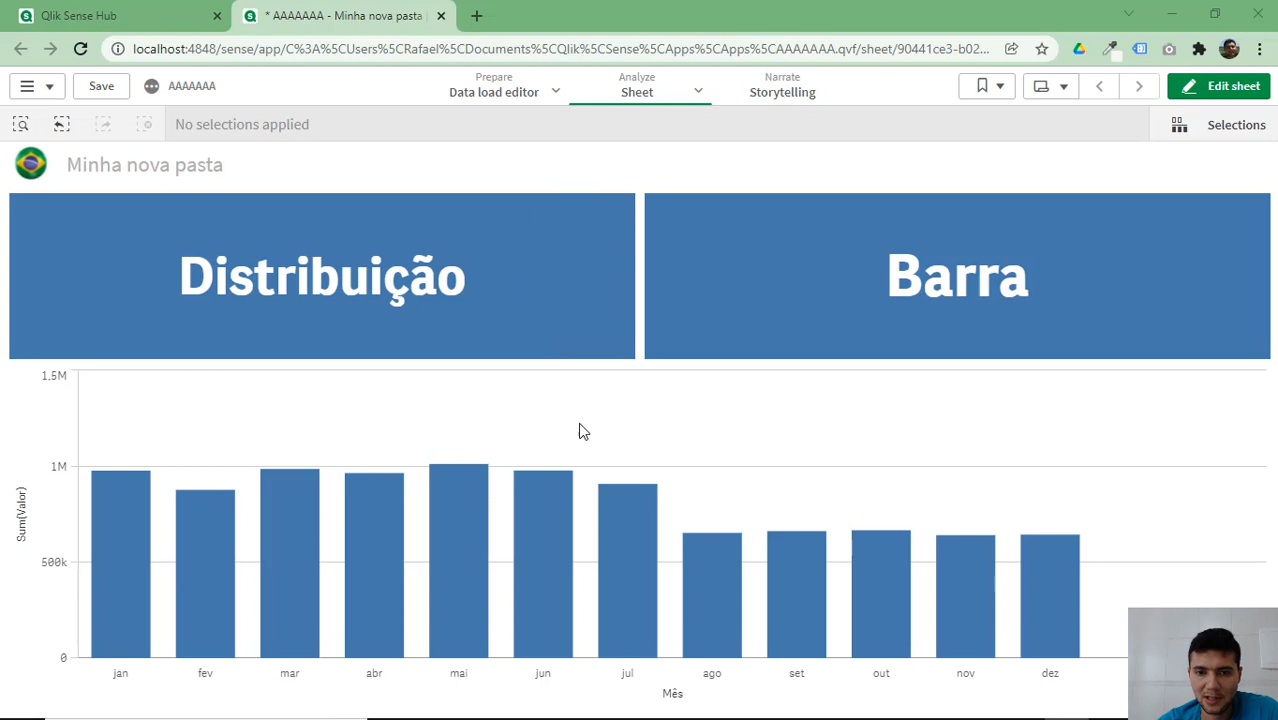 Qlik Sense Hub
* AAAAAAA - Minha nova pasta
localhost:4848/sense/app/C%3A%5CUsers%5CRafael%5CDocuments%5CQlik%5CSense%5CApps%5CApps%5CAAAAAAA.qvf/sheet/90441ce3-b02...
Save
AAAAAAA
Prepare
Data load editor
Analyze
Sheet
Narrate
Storytelling
Edit sheet
No selections applied
Selections
Minha nova pasta
Distribuição
Barra
1,5M
1M
500k
0
Sum(Valor)
jan fev mar abr mai jun jul ago set out nov dez
Mês